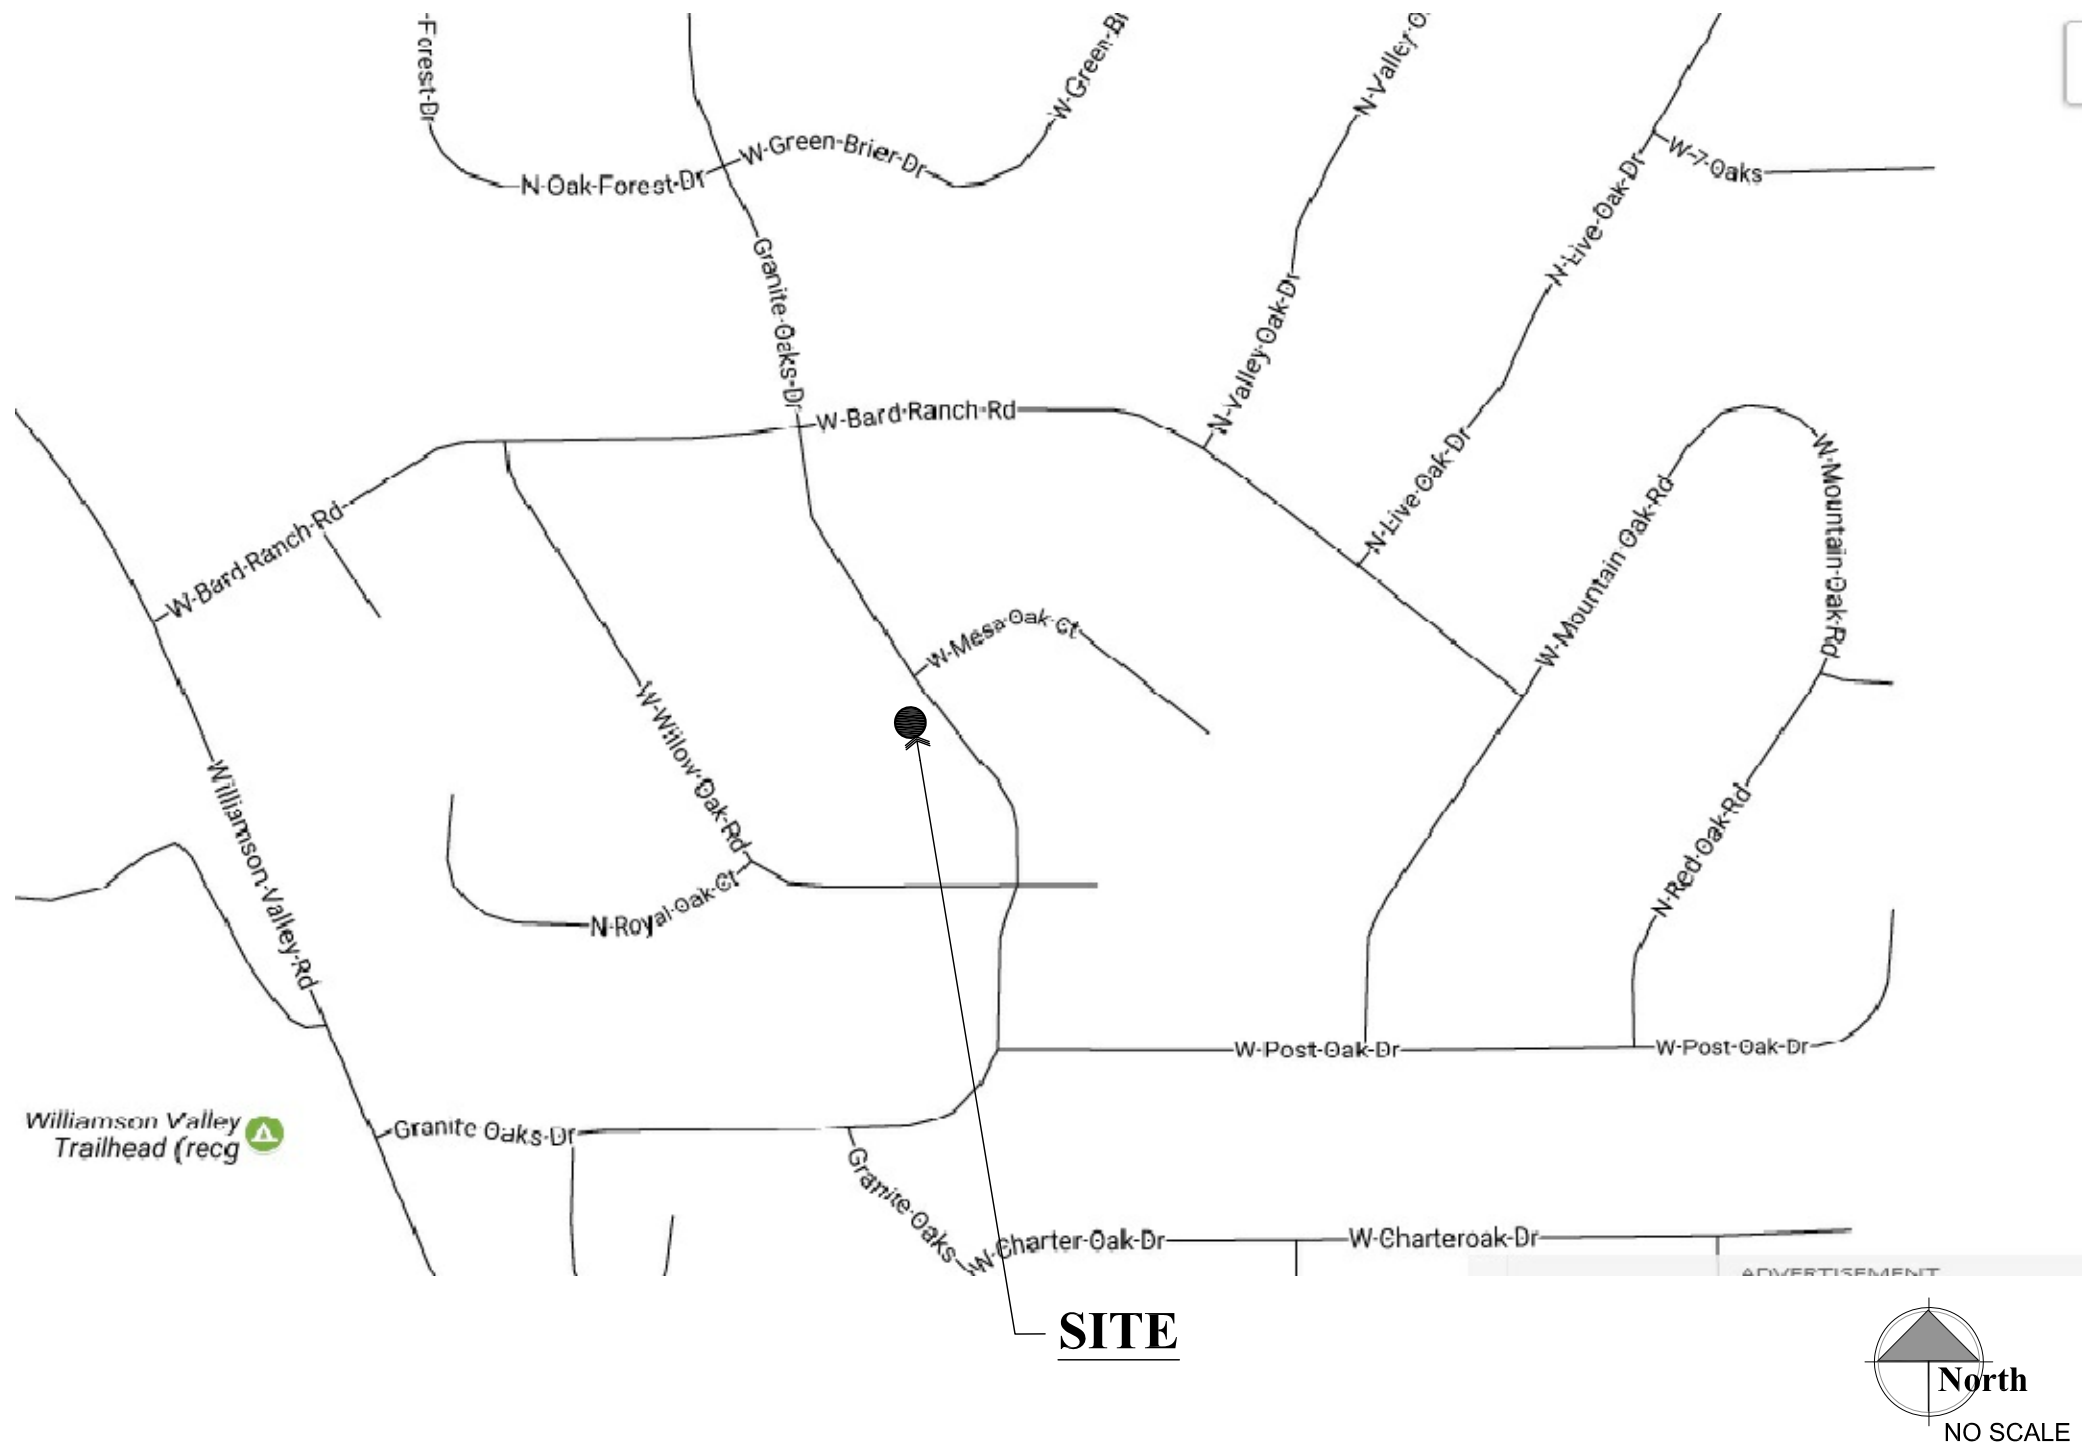 Forest Dr
N Oak Forest Dr
W Green Brier Dr
N Valley Oak Dr
N Live Oak Dr
W 7 Oaks
Granite Oaks Dr
W Bard Ranch Rd
N Valley Oak Dr
N Live Oak Dr
W Mountain Oak Rd
W Mountain Oak Rd
W Bard Ranch Rd
W Mesa Oak Ct
W Willow Oak Rd
Williamson Valley Rd
N Royal Oak Ct
N Red Oak Rd
W Post Oak Dr
W Post Oak Dr
Williamson Valley
Trailhead (recg
Granite Oaks Dr
Granite Oaks
W Charter Oak Dr
W Charteroak Dr
ADVERTISEMENT
SITE
North
NO SCALE